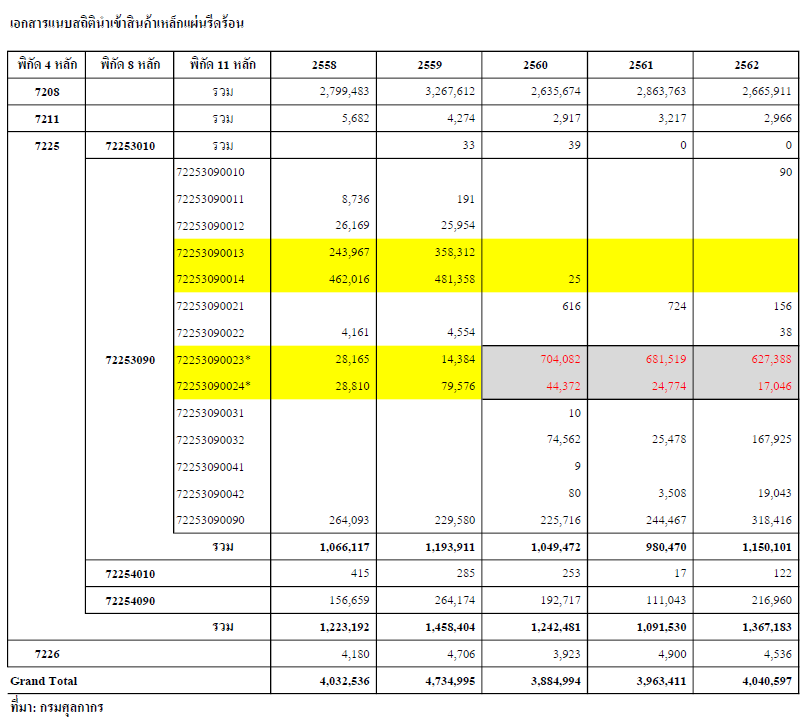 เอกสารแนบสถิตินำเข้าสินค้าเหล็กแผ่นรีดร้อน
พิกัด 4 หลัก พิกัด 8 หลัก พิกัด 11 หลัก 2558 2559 2560 2561 2562
7208 รวม 2,799,483 3,267,612 2,635,674 2,863,763 2,665,911
7211 รวม 5,682 4,274 2,917 3,217 2,966
7225 72253010 รวม 33 39 0 0
72253090010 90
72253090011 8,736 191
72253090012 26,169 25,954
72253090013 243,967 358,312
72253090014 462,016 481,358 25
72253090021 616 724 156
72253090022 4,161 4,554 38
72253090 72253090023* 28,165 14,384 704,082 681,519 627,388
72253090024* 28,810 79,576 44,372 24,774 17,046
72253090031 10
72253090032 74,562 25,478 167,925
72253090041 9
72253090042 80 3,508 19,043
72253090090 264,093 229,580 225,716 244,467 318,416
รวม 1,066,117 1,193,911 1,049,472 980,470 1,150,101
72254010 415 285 253 17 122
72254090 156,659 264,174 192,717 111,043 216,960
รวม 1,223,192 1,458,404 1,242,481 1,091,530 1,367,183
7226 4,180 4,706 3,923 4,900 4,536
Grand Total 4,032,536 4,734,995 3,884,994 3,963,411 4,040,597
ที่มา: กรมศุลกากร